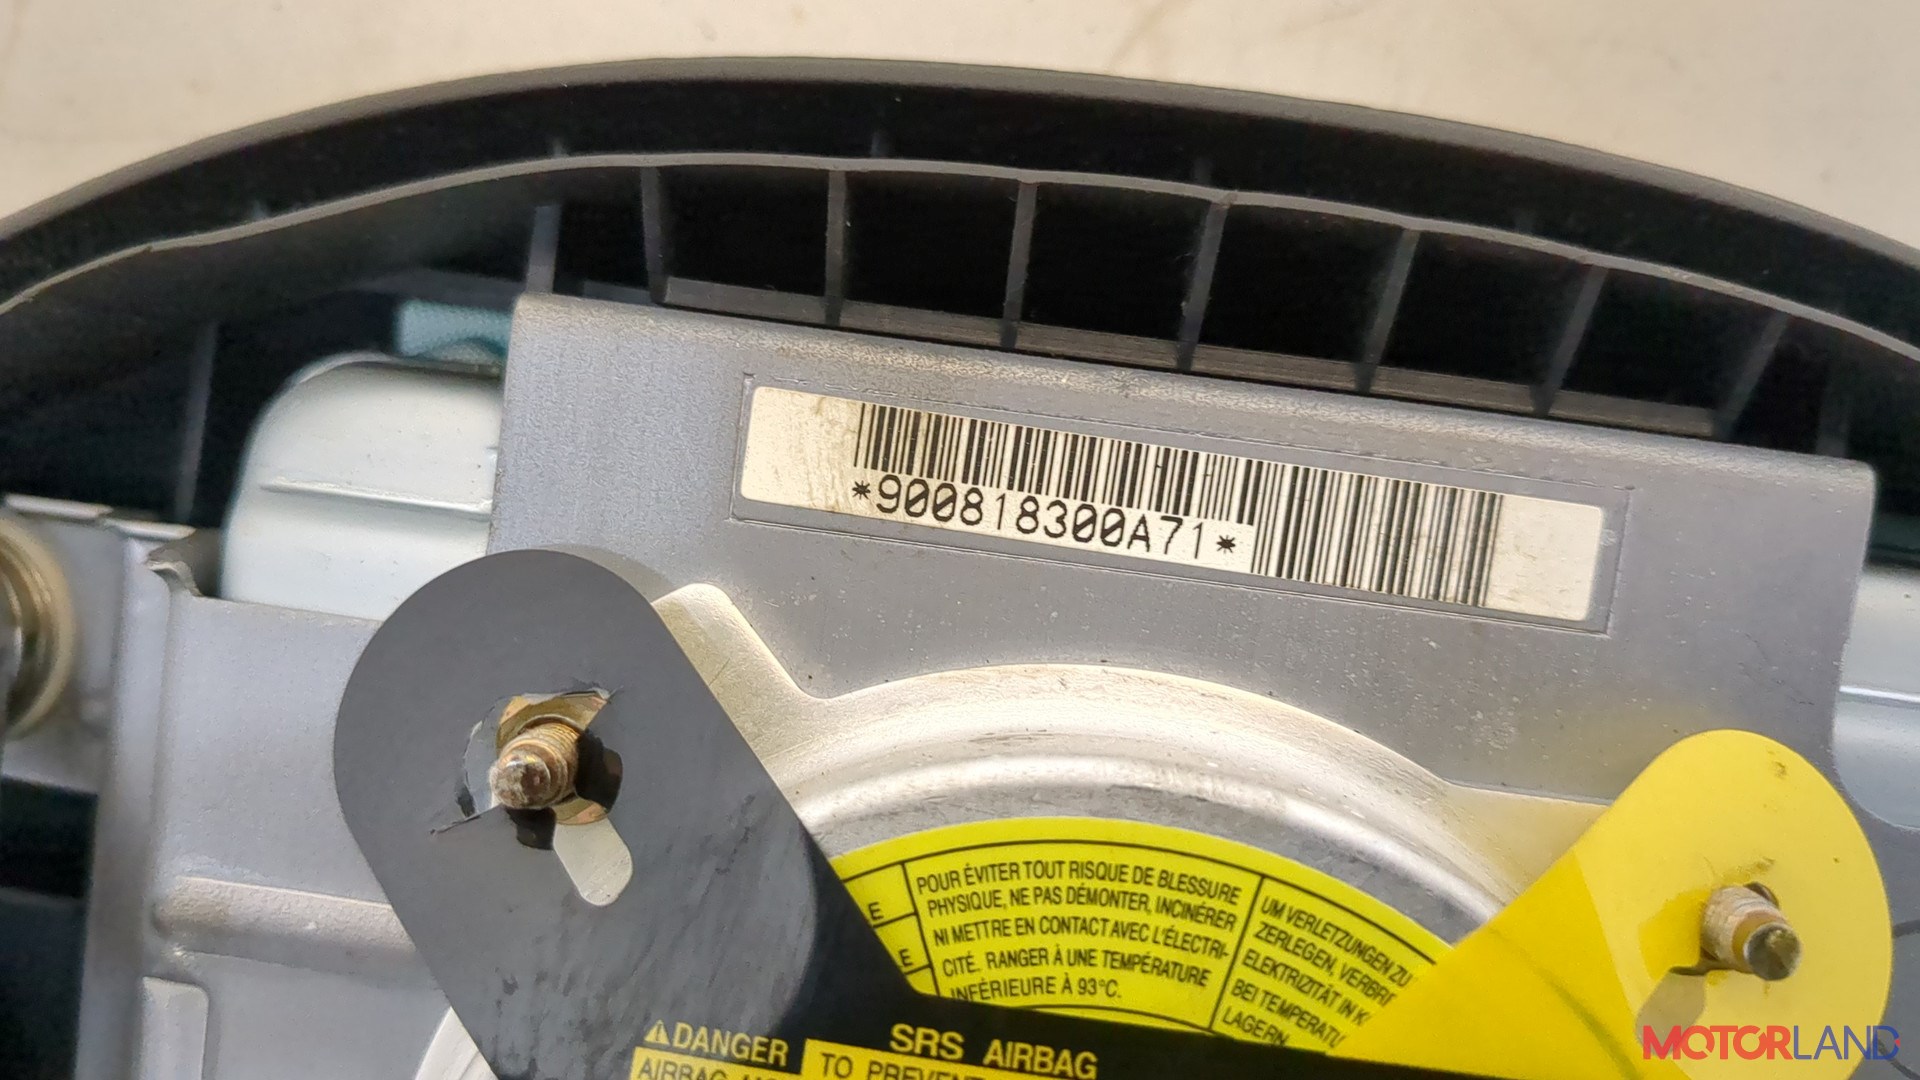 *900818300A71*
E
E
POUR ÉVITER TOUT RISQUE DE BLESSURE
PHYSIQUE, NE PAS DÉMONTER, INCINÉRER
NI METTRE EN CONTACT AVEC L'ÉLECTRI-
CITÉ. RANGER À UNE TEMPÉRATURE
INFÉRIEURE À 93°C.
UM VERLETZUNGEN ZU
ZERLEGEN, VERBR
ELEKTRIZITÄT IN K
BEI TEMPERATU
LAGERN.
SRS AIRBAG
DANGER
AIRBAG
TO PREVEN
MOTORLAND